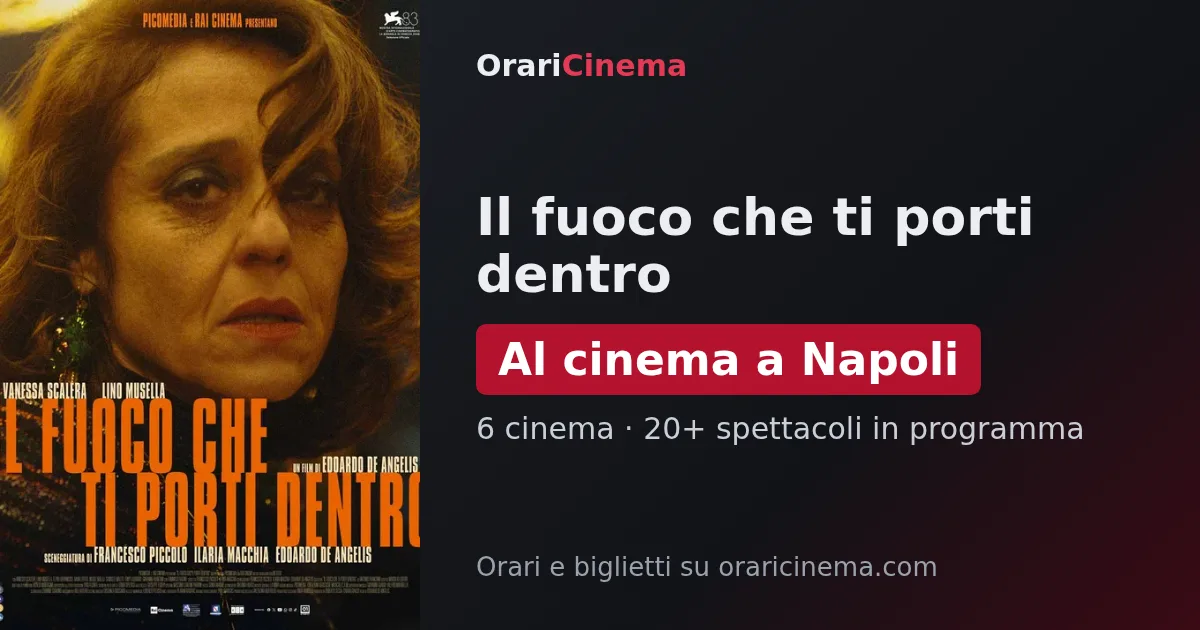 PICOMEDIA E RAI CINEMA PRESENTANO
83
VANESSA SCALERA LINO MUSELLA
IL FUOCO CHE
UN FILM DI EDOARDO DE ANGELIS
TI PORTI DENTRO
SCENEGGIATURA DI FRANCESCO PICCOLO ILARIA MACCHIA EDOARDO DE ANGELIS
OrariCinema
Il fuoco che ti porti
dentro
Al cinema a Napoli
6 cinema · 20+ spettacoli in programma
Orari e biglietti su oraricinema.com